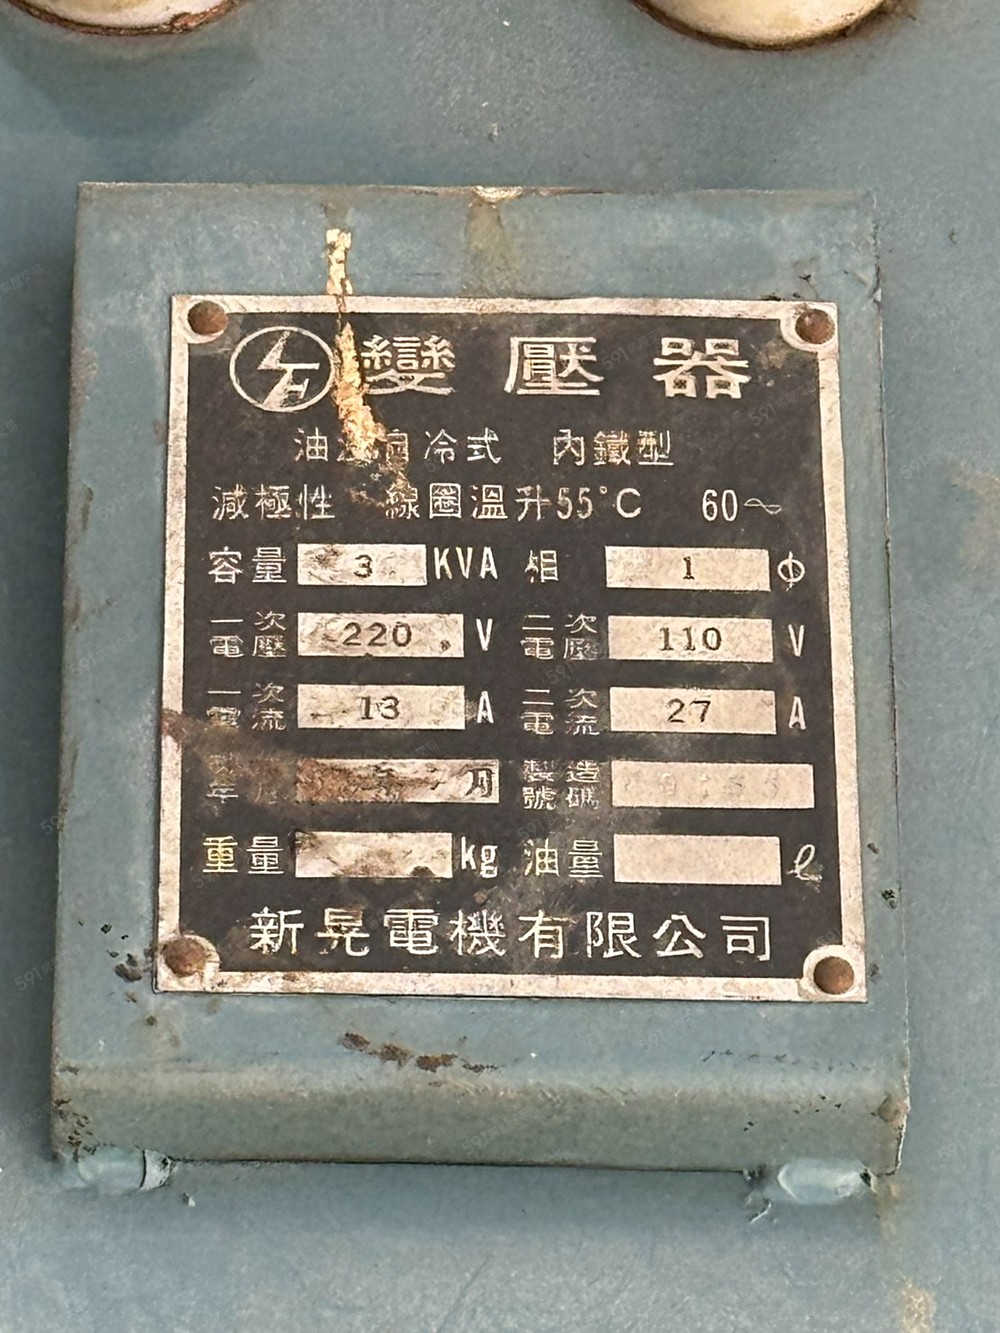 變壓器
油浸自冷式 內鐵型
減極性 線圈溫升55°C 60~
容量 3 KVA 相 1 Φ
一次電壓 220 V 二次電壓 110 V
一次電流 13 A 二次電流 27 A
年 月 製造號碼
重量 kg 油量 ℓ
新晃電機有限公司